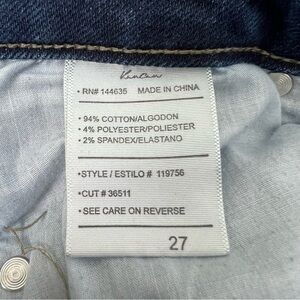 KanCan
• RN# 144635 MADE IN CHINA
• 94% COTTON/ALGODON
• 4% POLYESTER/POLIESTER
• 2% SPANDEX/ELASTANO
• STYLE / ESTILO # 119756
• CUT # 36511
• SEE CARE ON REVERSE
27